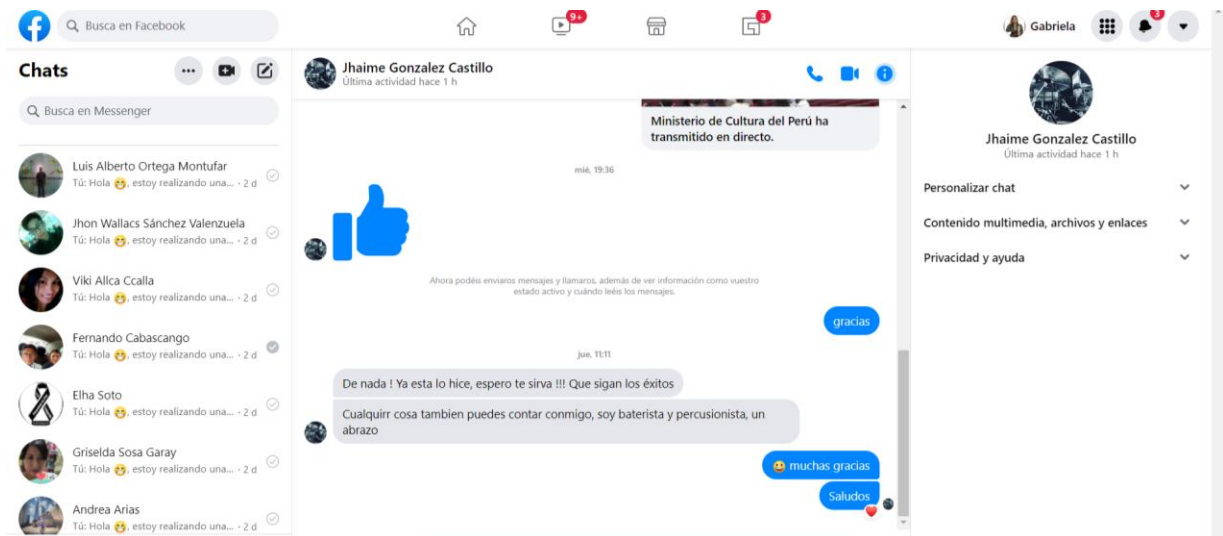 Busca en Facebook
9+
3
Gabriela
3
Chats
Busca en Messenger
Luis Alberto Ortega Montufar
Tú: Hola 😁, estoy realizando una... · 2 d
Jhon Wallacs Sánchez Valenzuela
Tú: Hola 😁, estoy realizando una... · 2 d
Viki Allca Ccalla
Tú: Hola 😁, estoy realizando una... · 2 d
Fernando Cabascango
Tú: Hola 😁, estoy realizando una... · 2 d
Elha Soto
Tú: Hola 😁, estoy realizando una... · 2 d
Griselda Sosa Garay
Tú: Hola 😁, estoy realizando una... · 2 d
Andrea Arias
Tú: Hola 😁, estoy realizando una... · 2 d
Jhaime Gonzalez Castillo
Última actividad hace 1 h
Ministerio de Cultura del Perú ha
transmitido en directo.
mié, 19:36
Ahora podéis enviaros mensajes y llamaros, además de ver información como vuestro
estado activo y cuándo leéis los mensajes.
gracias
jue, 11:11
De nada ! Ya esta lo hice, espero te sirva !!! Que sigan los éxitos
Cualquirr cosa tambien puedes contar conmigo, soy baterista y percusionista, un
abrazo
😀 muchas gracias
Saludos
Jhaime Gonzalez Castillo
Última actividad hace 1 h
Personalizar chat
Contenido multimedia, archivos y enlaces
Privacidad y ayuda